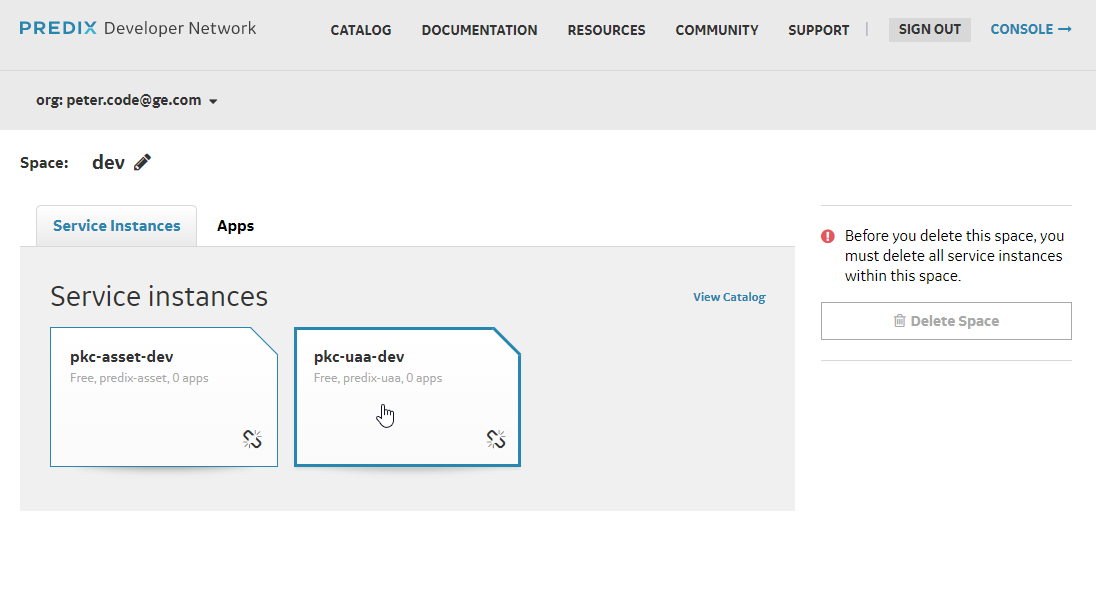 PREDIX Developer Network
CATALOG DOCUMENTATION RESOURCES COMMUNITY SUPPORT | SIGN OUT CONSOLE →
org: peter.code@ge.com
Space: dev
Service Instances Apps
Before you delete this space, you
must delete all service instances
within this space.
Delete Space
Service instances View Catalog
pkc-asset-dev
Free, predix-asset, 0 apps
pkc-uaa-dev
Free, predix-uaa, 0 apps